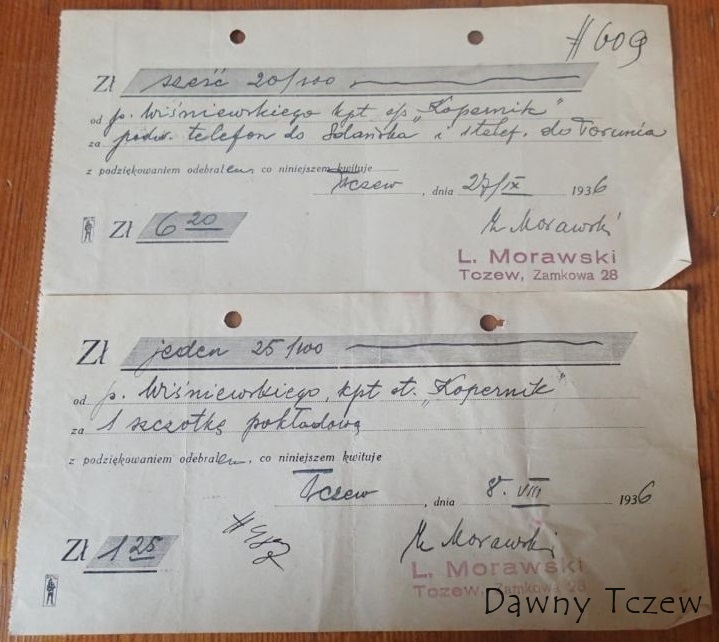 #609
Zł sześć 20/100
od p. Wiśniewskiego kpt s/s „Kopernik"
za podw. telefon do Gdańska i 1 telef. do Torunia
z podziękowaniem odebrałem, co niniejszem kwituję
Tczew, dnia 27/IX 1936
Zł 6 20
L. Morawski
L. Morawski
Tczew, Zamkowa 28
Zł jeden 25/100
od p. Wiśniewskiego, kpt st. „Kopernik"
za 1 szczotkę pokładową
z podziękowaniem odebrałem, co niniejszem kwituję
Tczew, dnia 8. VIII 1936
Zł 1 25
Morawski
L. Morawski
Tczew, Zamkowa 28
Dawny Tczew